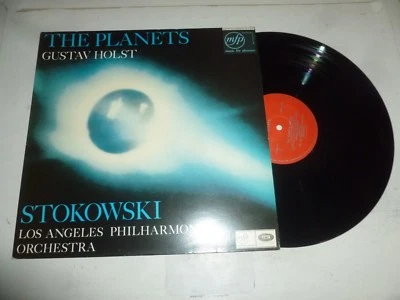 THE PLANETS
GUSTAV HOLST
mfp
STOKOWSKI
LOS ANGELES PHILHARMON
ORCHESTRA